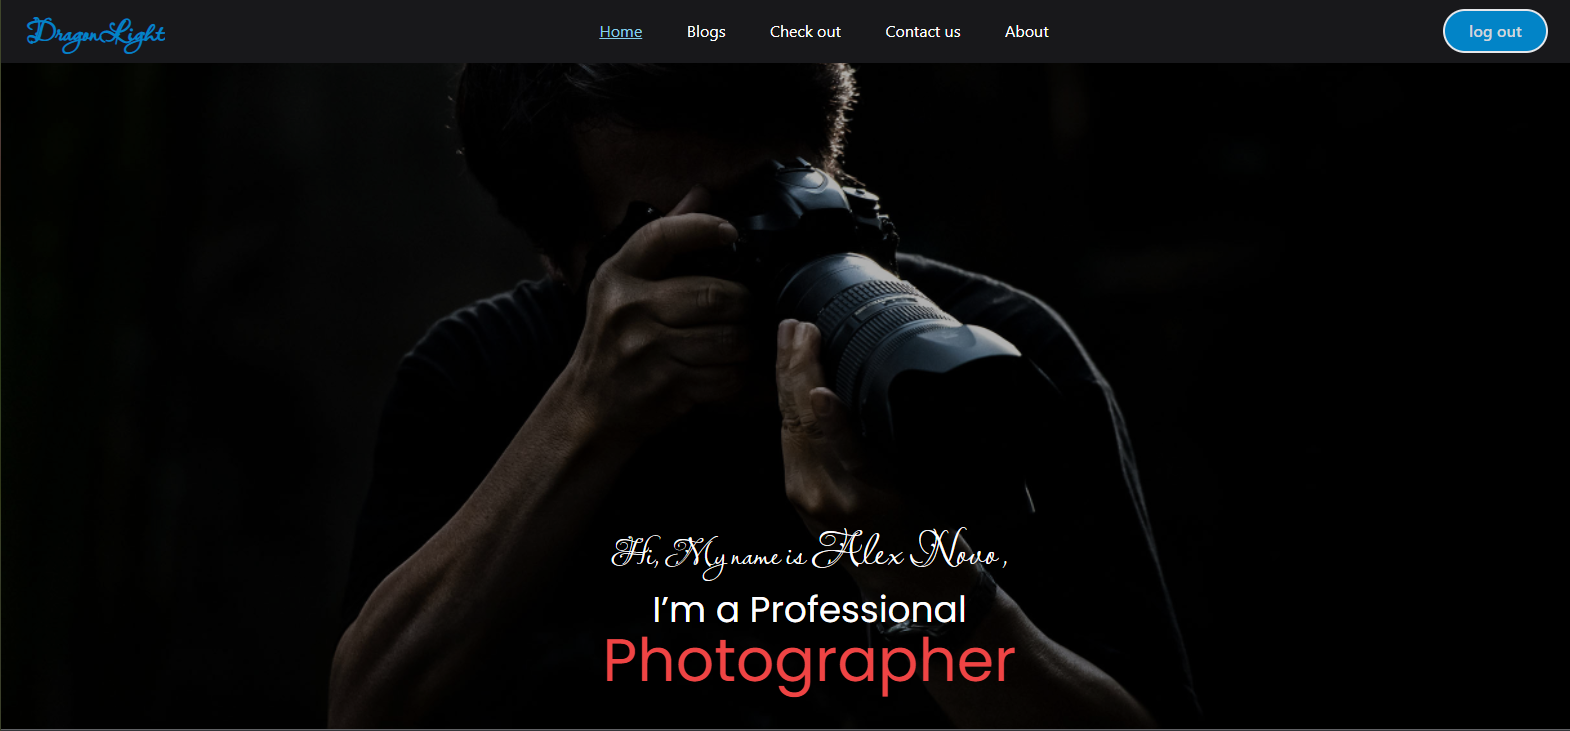 DragonLight
Home Blogs Check out Contact us About
log out
Hi, My name is Alex Novo ,
I’m a Professional
Photographer